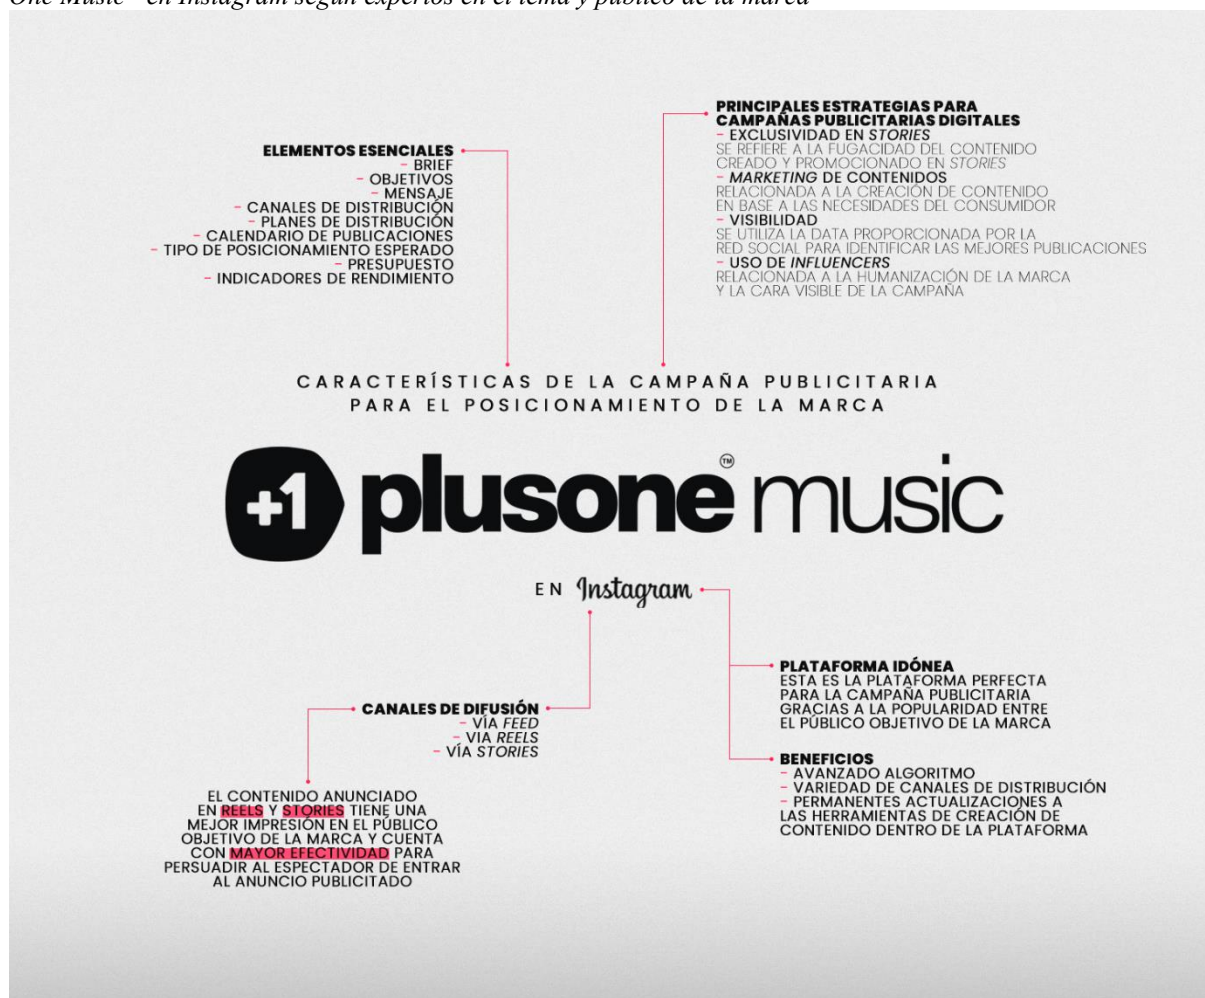 One Music" en Instagram según expertos en el tema y público de la marca
ELEMENTOS ESENCIALES
- BRIEF
- OBJETIVOS
- MENSAJE
- CANALES DE DISTRIBUCIÓN
- PLANES DE DISTRIBUCIÓN
- CALENDARIO DE PUBLICACIONES
- TIPO DE POSICIONAMIENTO ESPERADO
- PRESUPUESTO
- INDICADORES DE RENDIMIENTO
PRINCIPALES ESTRATEGIAS PARA
CAMPAÑAS PUBLICITARIAS DIGITALES
- EXCLUSIVIDAD EN STORIES
SE REFIERE A LA FUGACIDAD DEL CONTENIDO
CREADO Y PROMOCIONADO EN STORIES
- MARKETING DE CONTENIDOS
RELACIONADA A LA CREACIÓN DE CONTENIDO
EN BASE A LAS NECESIDADES DEL CONSUMIDOR
- VISIBILIDAD
SE UTILIZA LA DATA PROPORCIONADA POR LA
RED SOCIAL PARA IDENTIFICAR LAS MEJORES PUBLICACIONES
- USO DE INFLUENCERS
RELACIONADA A LA HUMANIZACIÓN DE LA MARCA
Y LA CARA VISIBLE DE LA CAMPAÑA
CARACTERÍSTICAS DE LA CAMPAÑA PUBLICITARIA
PARA EL POSICIONAMIENTO DE LA MARCA
+1 plusone™ music
EN Instagram
CANALES DE DIFUSIÓN
- VÍA FEED
- VIA REELS
- VÍA STORIES
EL CONTENIDO ANUNCIADO
EN REELS Y STORIES TIENE UNA
MEJOR IMPRESIÓN EN EL PÚBLICO
OBJETIVO DE LA MARCA Y CUENTA
CON MAYOR EFECTIVIDAD PARA
PERSUADIR AL ESPECTADOR DE ENTRAR
AL ANUNCIO PUBLICITADO
PLATAFORMA IDÓNEA
ESTA ES LA PLATAFORMA PERFECTA
PARA LA CAMPAÑA PUBLICITARIA
GRACIAS A LA POPULARIDAD ENTRE
EL PÚBLICO OBJETIVO DE LA MARCA
BENEFICIOS
- AVANZADO ALGORITMO
- VARIEDAD DE CANALES DE DISTRIBUCIÓN
- PERMANENTES ACTUALIZACIONES A
LAS HERRAMIENTAS DE CREACIÓN DE
CONTENIDO DENTRO DE LA PLATAFORMA